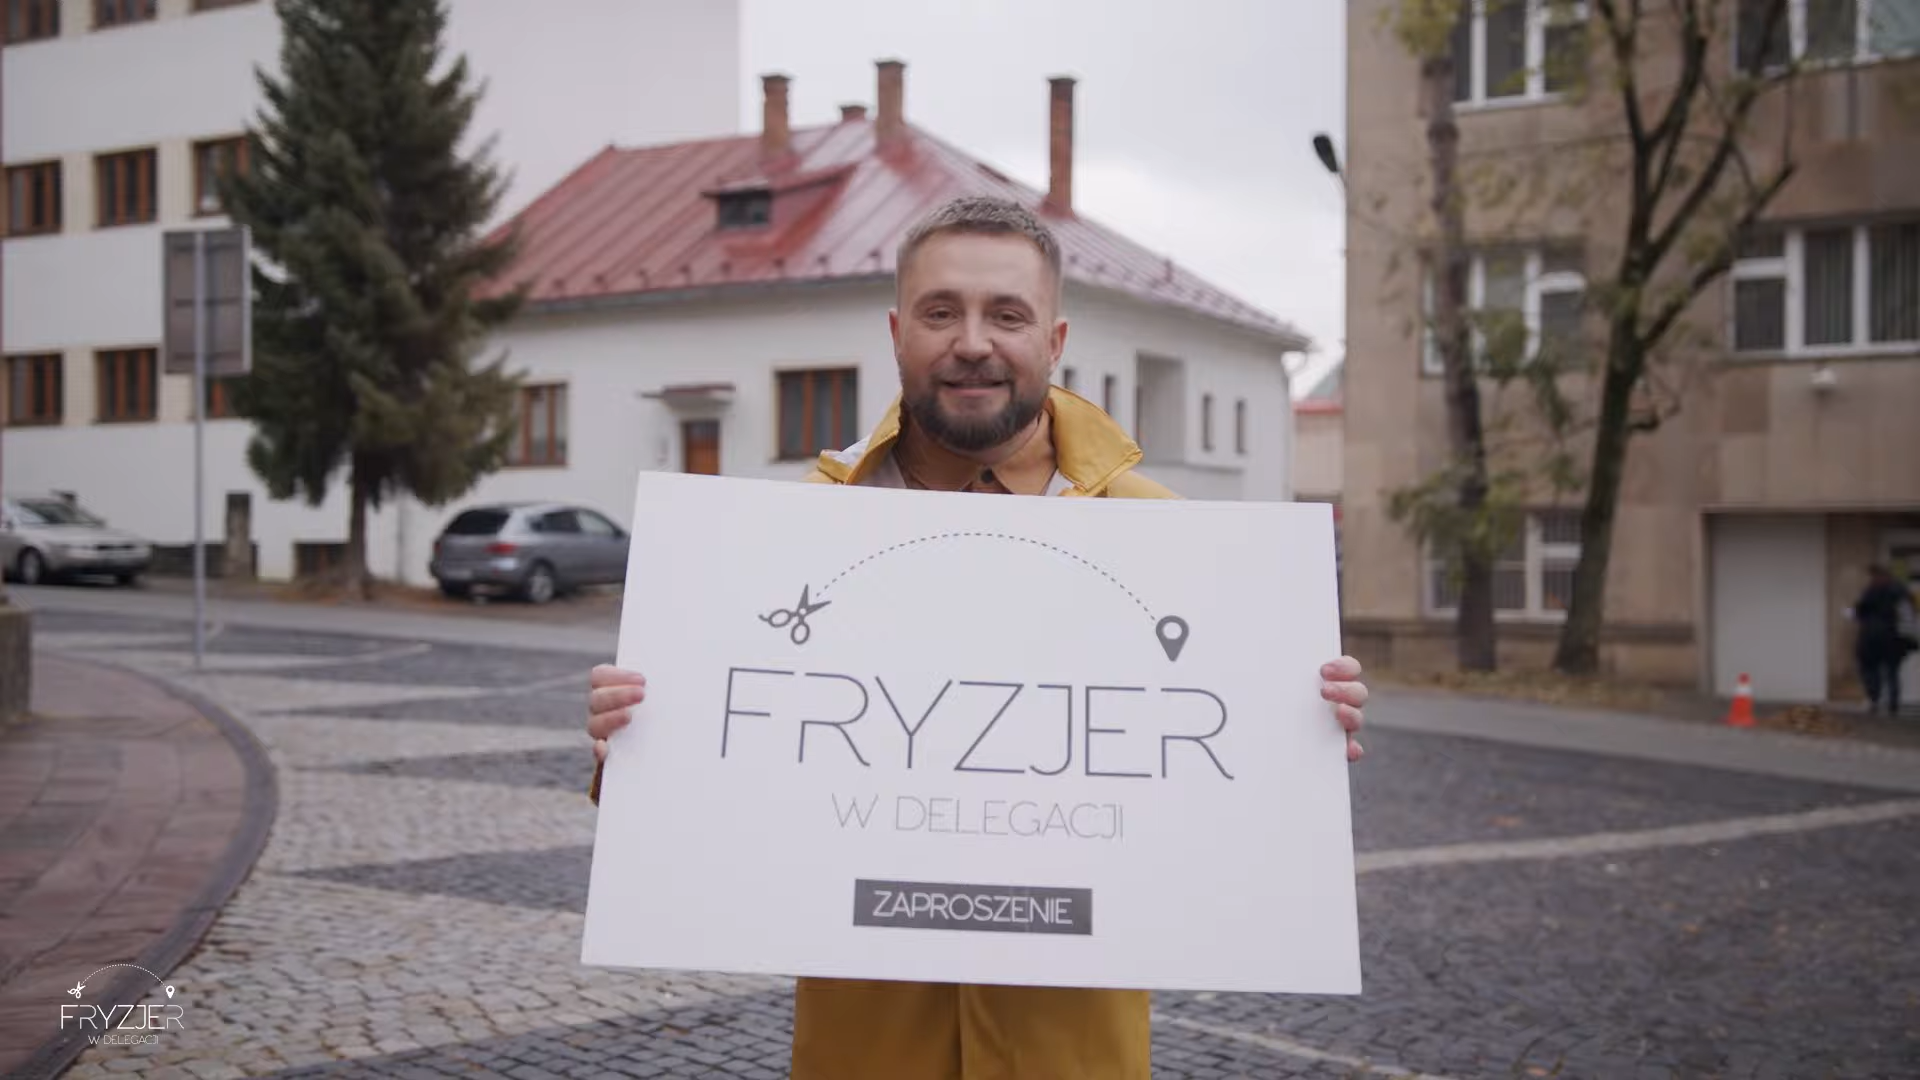 FRYZJER
W DELEGACJI
ZAPROSZENIE
FRYZJER
W DELEGACJI